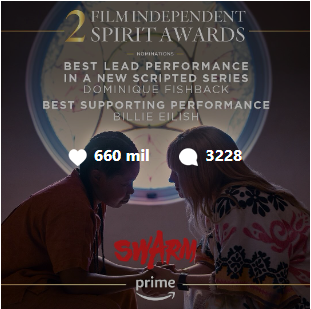 2 FILM INDEPENDENT
SPIRIT AWARDS
NOMINATIONS
BEST LEAD PERFORMANCE
IN A NEW SCRIPTED SERIES
DOMINIQUE FISHBACK
BEST SUPPORTING PERFORMANCE
BILLIE EILISH
660 mil 3228
SWARM
prime